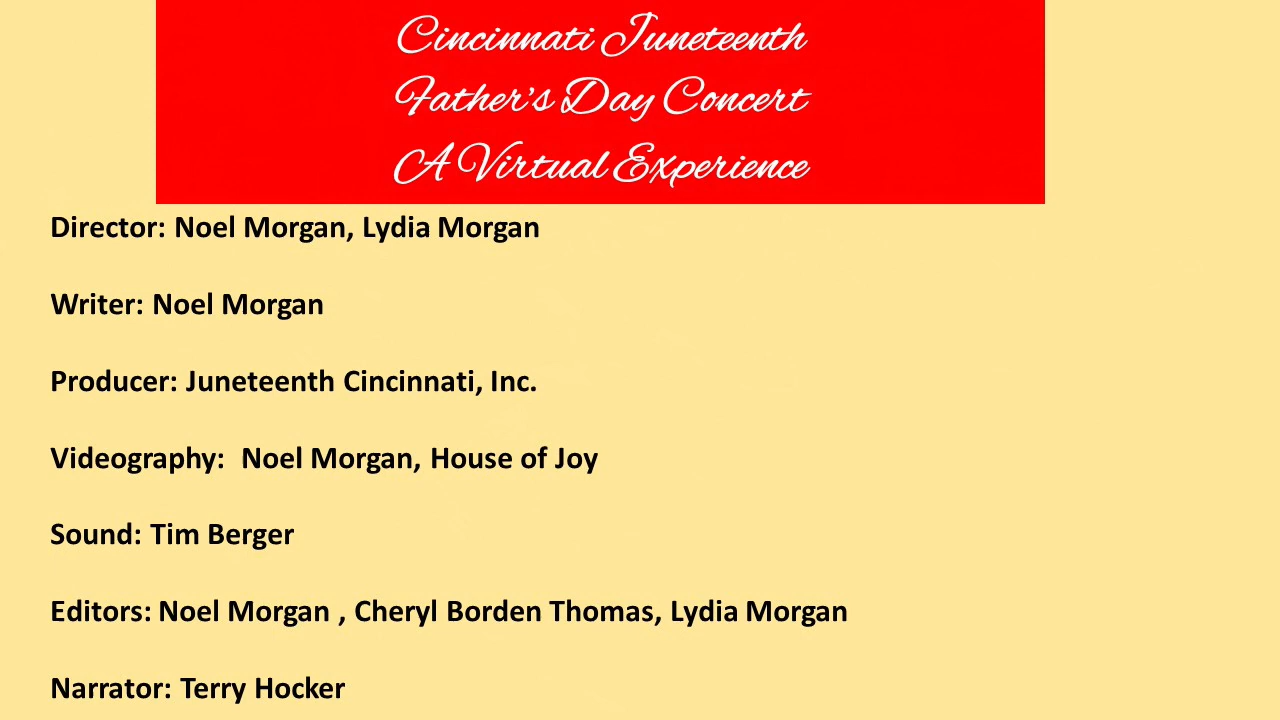 Cincinnati Juneteenth
Father's Day Concert
A Virtual Experience
Director: Noel Morgan, Lydia Morgan
Writer: Noel Morgan
Producer: Juneteenth Cincinnati, Inc.
Videography:  Noel Morgan, House of Joy
Sound: Tim Berger
Editors: Noel Morgan , Cheryl Borden Thomas, Lydia Morgan
Narrator: Terry Hocker